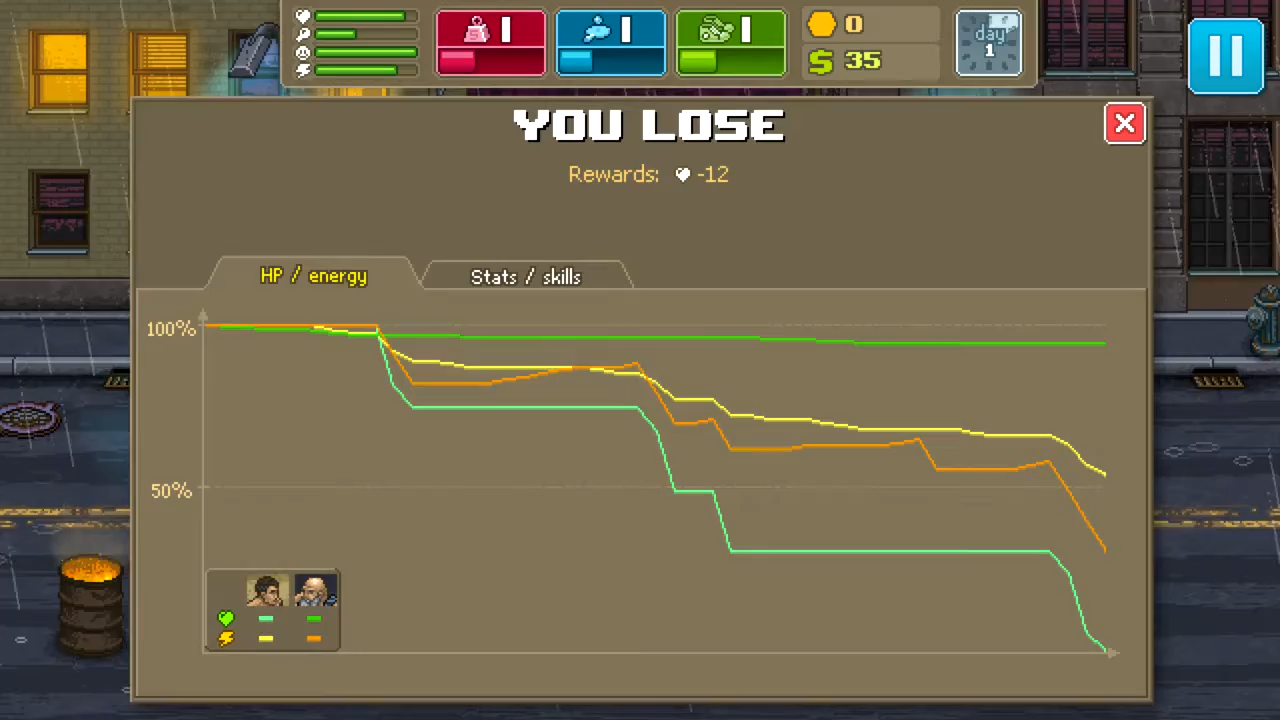 1
1
1
0
35
day
1
YOU LOSE
Rewards: -12
HP / energy
Stats / skills
100%
50%